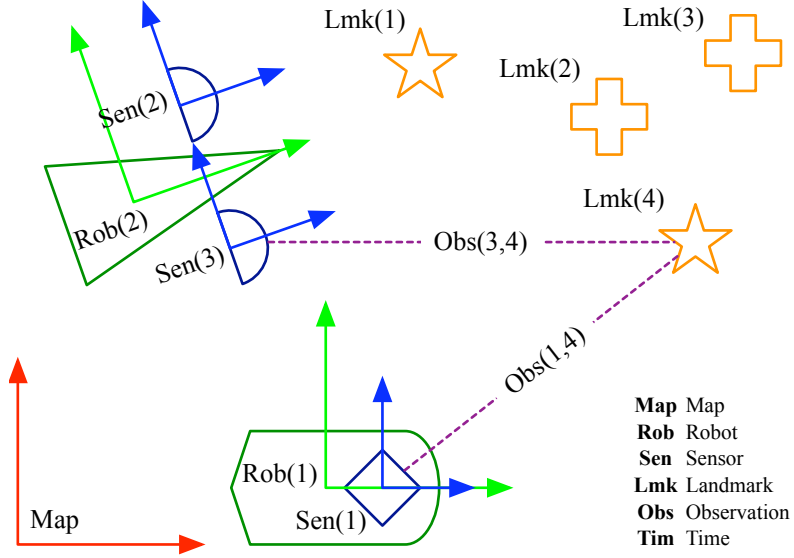 Lmk(1)
Lmk(3)
Lmk(2)
Sen(2)
Lmk(4)
Rob(2)
Sen(3)
Obs(3,4)
Obs(1,4)
Map Map
Rob Robot
Sen Sensor
Lmk Landmark
Obs Observation
Tim Time
Rob(1)
Sen(1)
Map